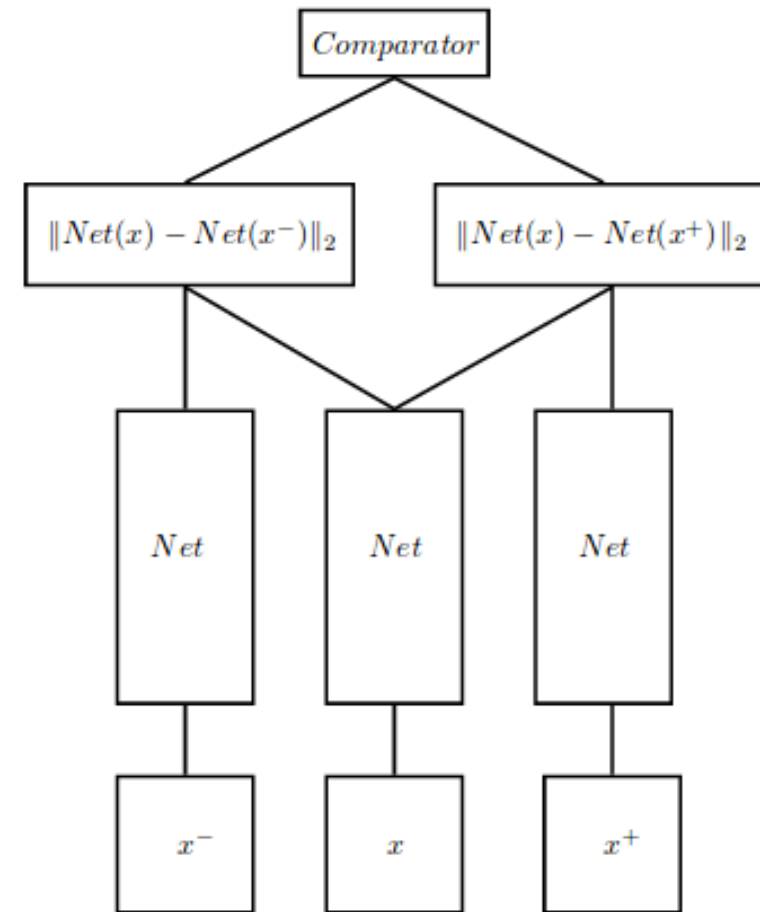 Comparator
‖Net(x) − Net(x⁻)‖₂ ‖Net(x) − Net(x⁺)‖₂
Net Net Net
x⁻ x x⁺